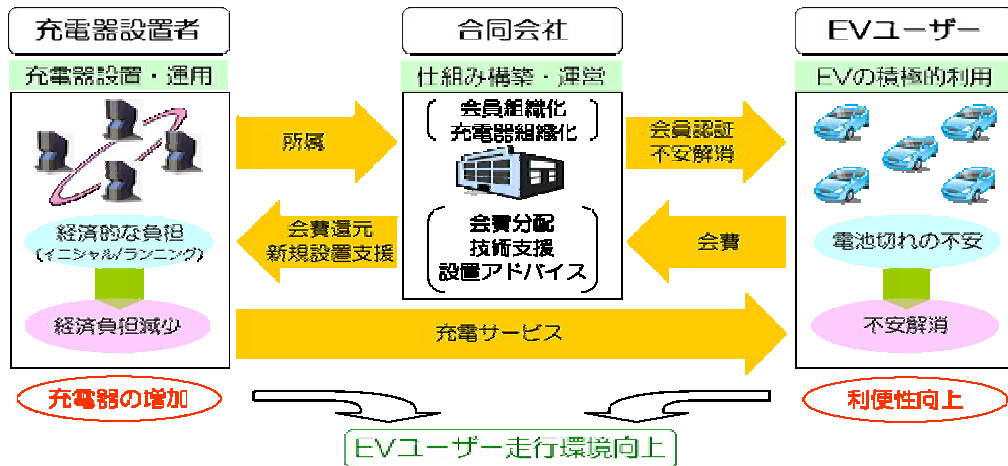 充電器設置者
合同会社
EVユーザー
充電器設置・運用
仕組み構築・運営
EVの積極的利用
会員組織化
充電器組織化
所属
会員認証
不安解消
会費還元
新規設置支援
会費分配
技術支援
設置アドバイス
会費
経済的な負担
(イニシャル/ランニング)
電池切れの不安
経済負担減少
充電サービス
不安解消
充電器の増加
利便性向上
EVユーザー走行環境向上